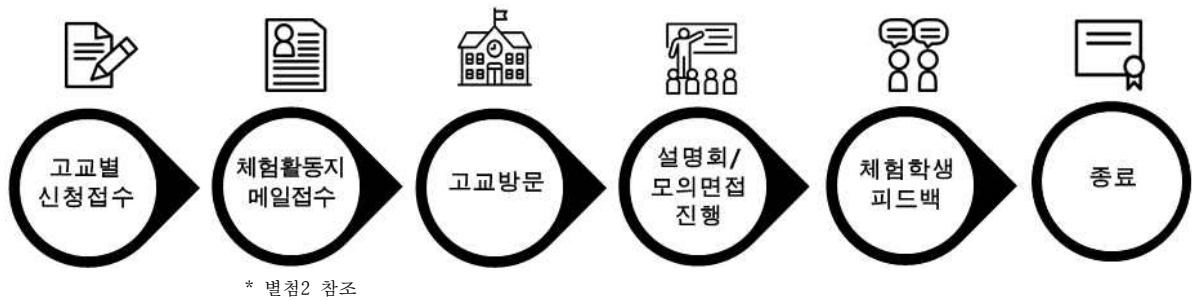 고교별
신청접수
체험활동지
메일접수
고교방문
설명회/
모의면접
진행
체험학생
피드백
종료
* 별첨2 참조